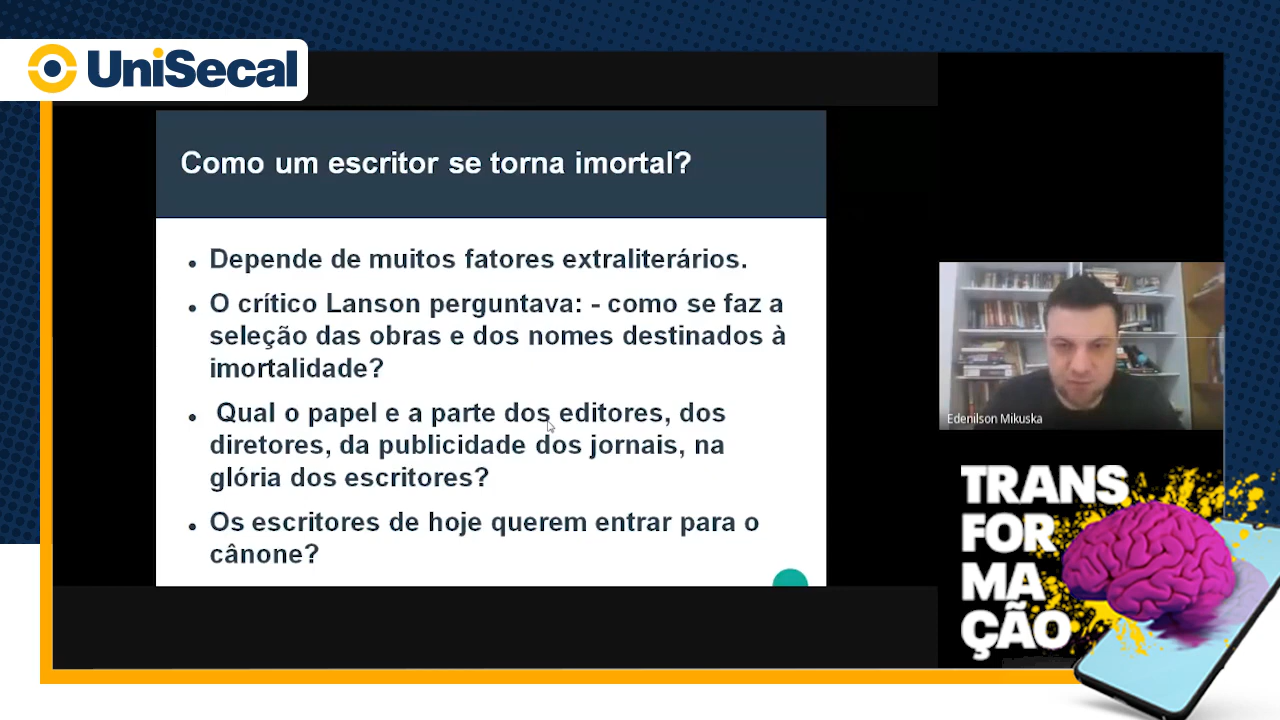 UniSecal
Como um escritor se torna imortal?
• Depende de muitos fatores extraliterários.
• O crítico Lanson perguntava: - como se faz a
seleção das obras e dos nomes destinados à
imortalidade?
• Qual o papel e a parte dos editores, dos
diretores, da publicidade dos jornais, na
glória dos escritores?
• Os escritores de hoje querem entrar para o
cânone?
Edenilson Mikuska
TRANS
FOR
MA
ÇÃO